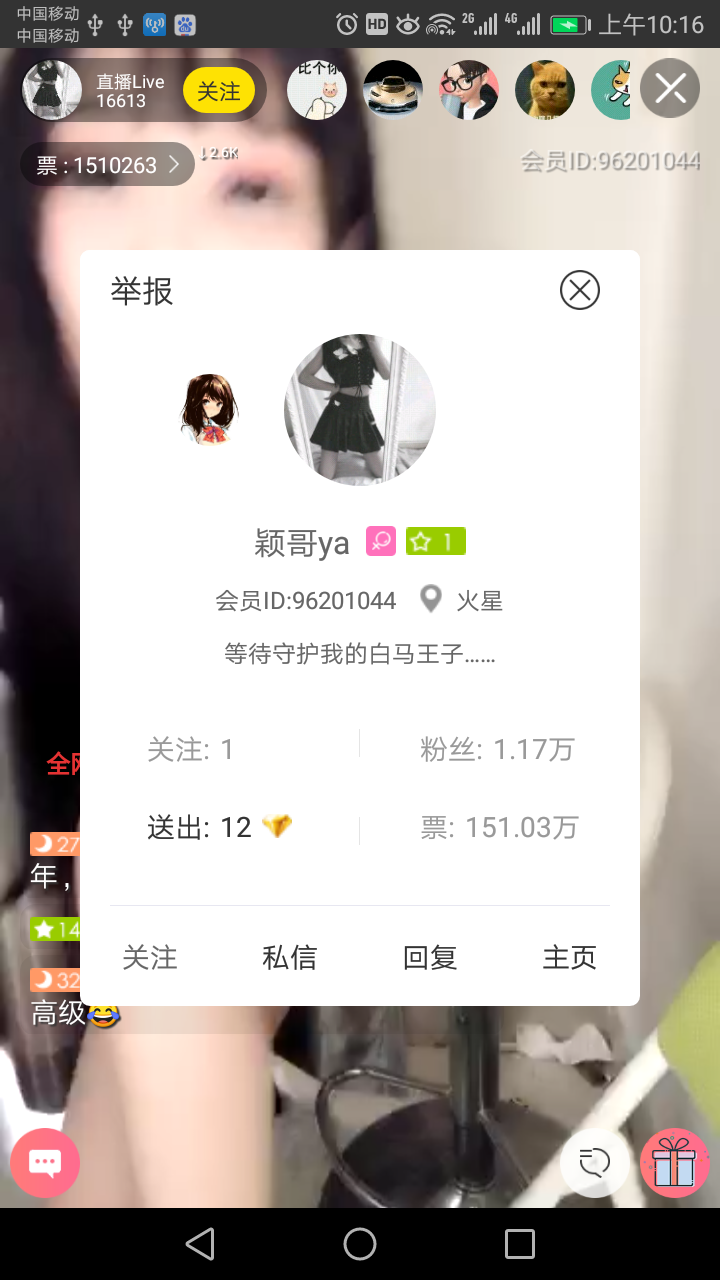 中国移动
中国移动
HD
2G
4G
上午10:16
直播Live
16613
关注
比个你
票 : 1510263
↓2.6K
会员ID:96201044
举报
颖哥ya
1
会员ID:96201044
火星
等待守护我的白马王子……
关注: 1
粉丝: 1.17万
全网
送出: 12
票: 151.03万
27
年，
14
关注
私信
回复
主页
32
高级😂